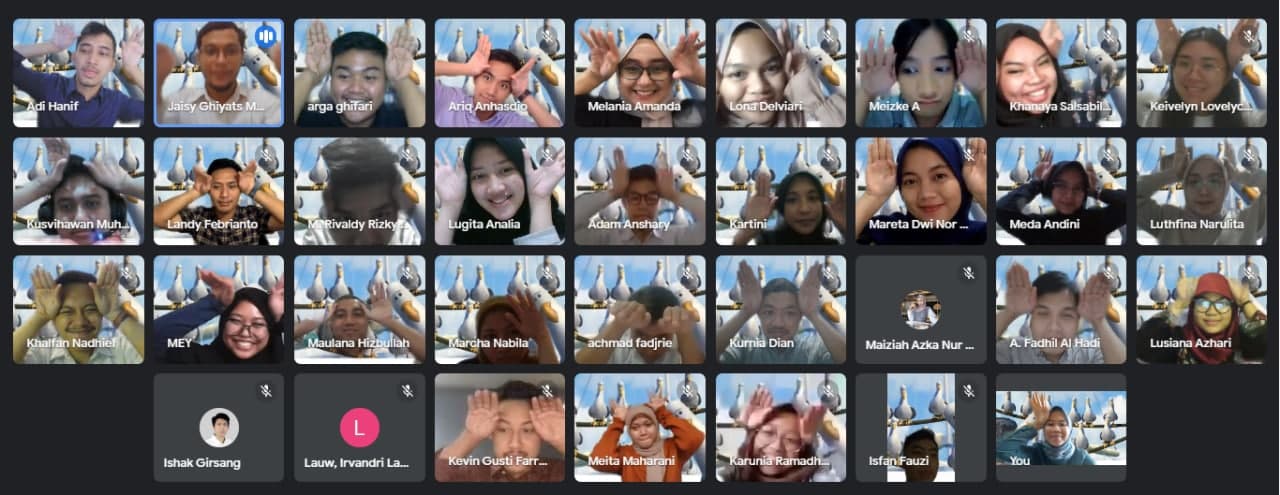 Adi Hanif
Jaisy Ghiyats M...
arga ghifari
Ariq Anhasdio
Melania Amanda
Lona Delviari
Meizke A
Khanaya Salsabil...
Keivelyn Lovelyc...
Kusvihawan Muh...
Landy Febrianto
M. Rivaldy Rizky...
Lugita Analia
Adam Anshary
Kartini
Mareta Dwi Nor ...
Meda Andini
Luthfina Narulita
Khalfan Nadhiel
MEY
Maulana Hizbullah
Marcha Nabila
achmad fadjrie
Kurnia Dian
Maiziah Azka Nur ...
A. Fadhil Al Hadi
Lusiana Azhari
Ishak Girsang
L
Lauw, Irvandri La...
Kevin Gusti Farr...
Meita Maharani
Karunia Ramadh...
Isfan Fauzi
You